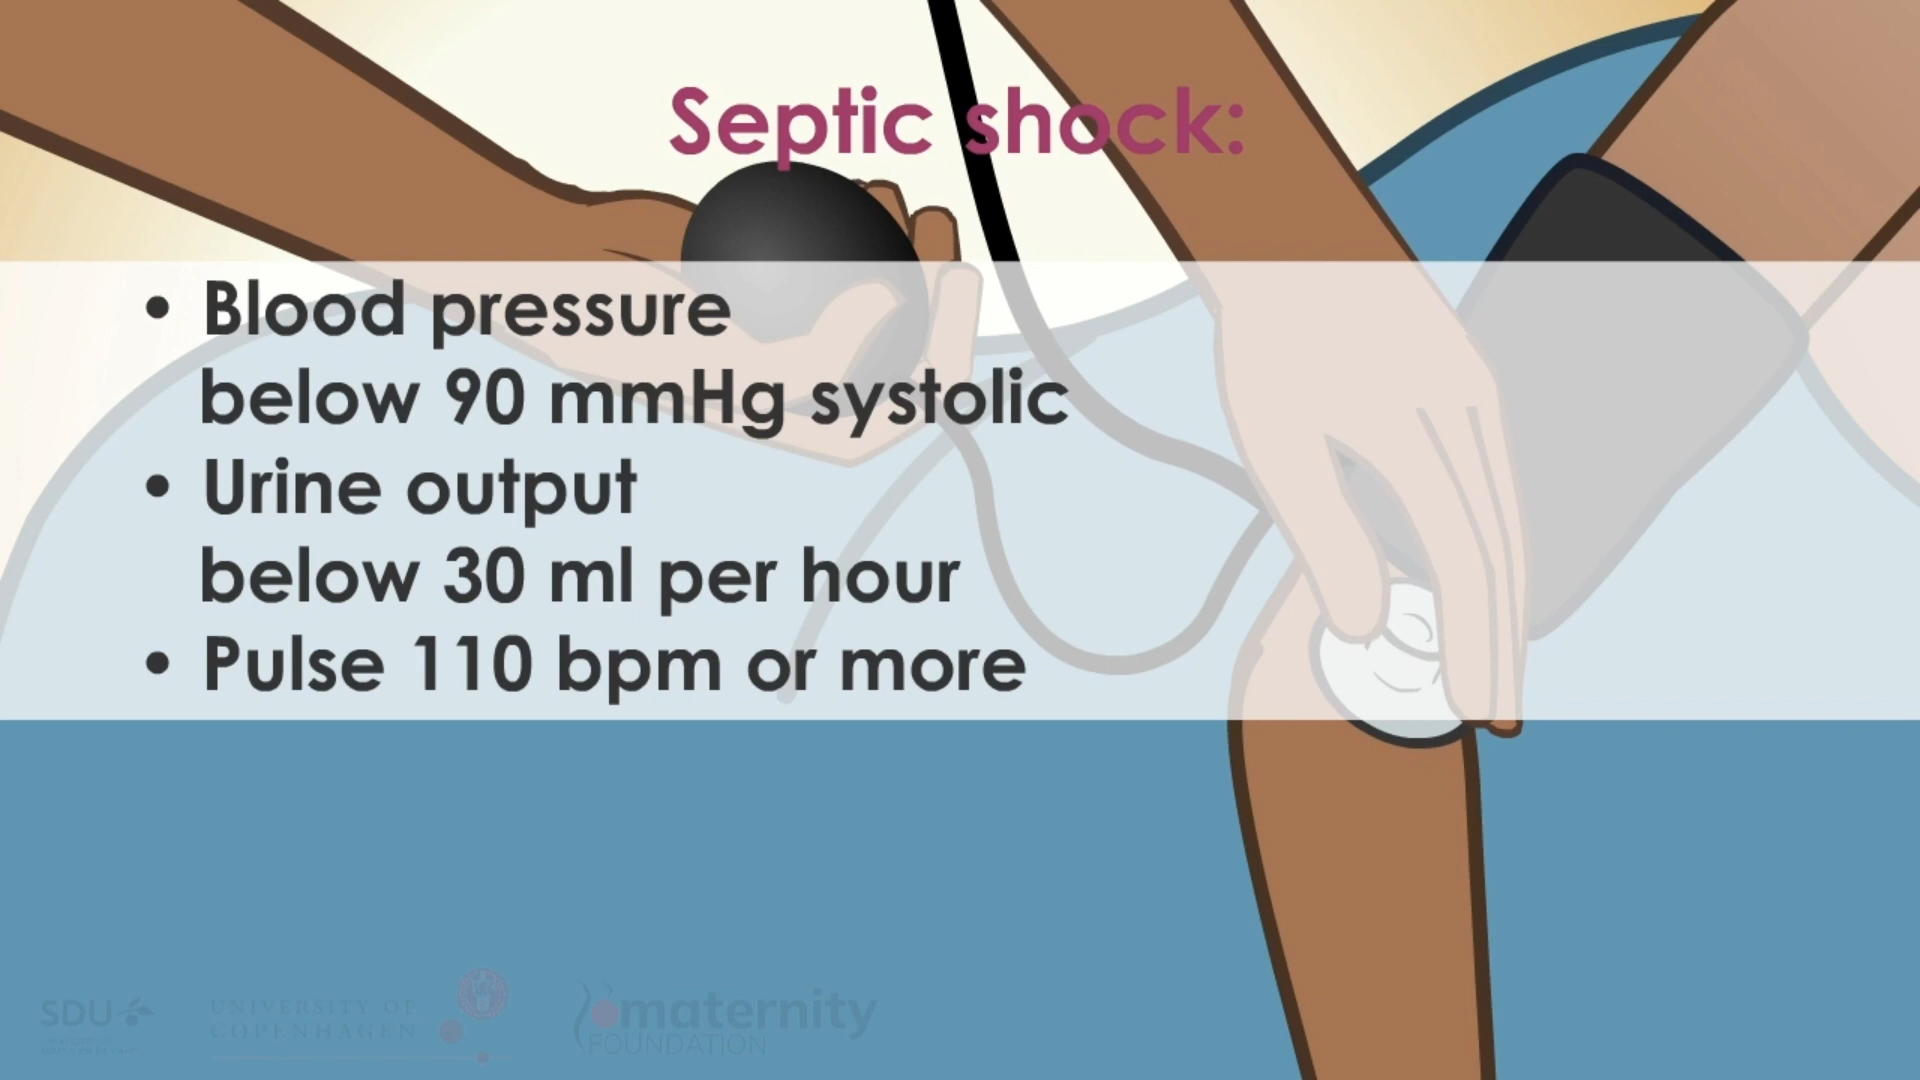 Septic shock:
• Blood pressure
below 90 mmHg systolic
• Urine output
below 30 ml per hour
• Pulse 110 bpm or more
SDU
UNIVERSITY OF
COPENHAGEN
maternity
FOUNDATION